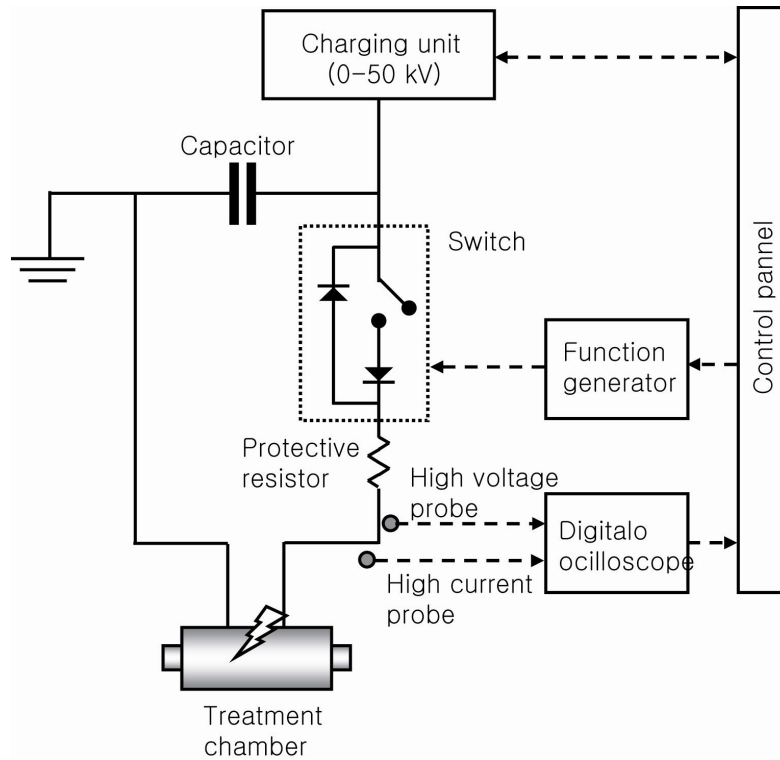 Charging unit
(0-50 kV)
Capacitor
Switch
Control pannel
Function
generator
Protective
resistor
High voltage
probe
Digitalo
ocilloscope
High current
probe
Treatment
chamber